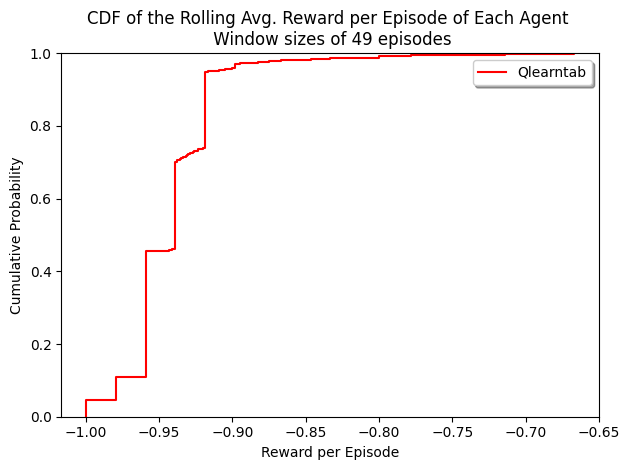 CDF of the Rolling Avg. Reward per Episode of Each Agent
Window sizes of 49 episodes
Qlearntab
Cumulative Probability
1.0
0.8
0.6
0.4
0.2
0.0
−1.00 −0.95 −0.90 −0.85 −0.80 −0.75 −0.70 −0.65
Reward per Episode